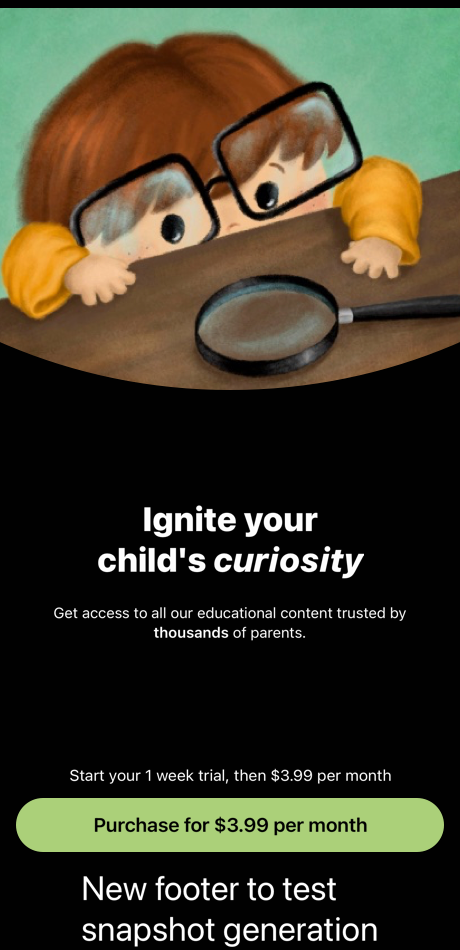 Ignite your
child's curiosity
Get access to all our educational content trusted by
thousands of parents.
Start your 1 week trial, then $3.99 per month
Purchase for $3.99 per month
New footer to test
snapshot generation